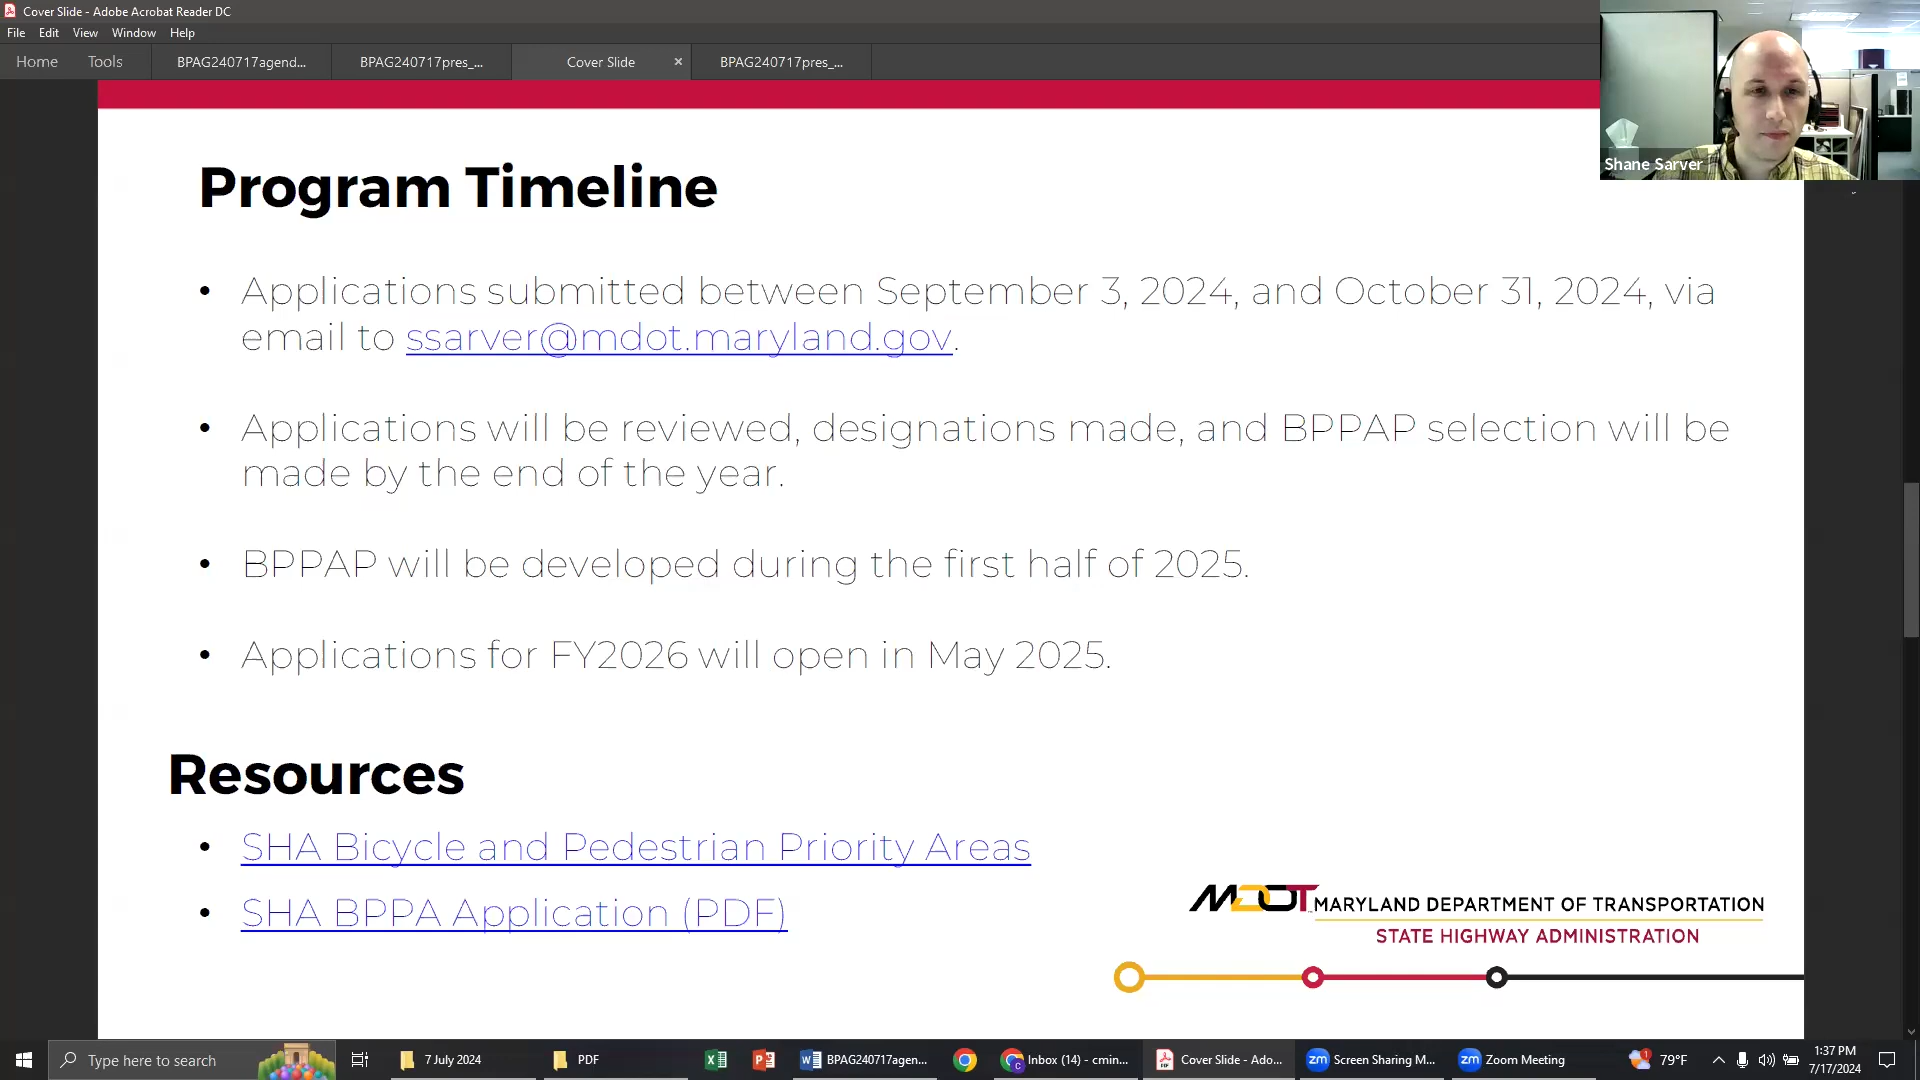 Cover Slide - Adobe Acrobat Reader DC
File Edit View Window Help
Home Tools BPAG240717agend... BPAG240717pres_... Cover Slide × BPAG240717pres_...
Shane Sarver
Program Timeline
• Applications submitted between September 3, 2024, and October 31, 2024, via
email to ssarver@mdot.maryland.gov.
• Applications will be reviewed, designations made, and BPPAP selection will be
made by the end of the year.
• BPPAP will be developed during the first half of 2025.
• Applications for FY2026 will open in May 2025.
Resources
• SHA Bicycle and Pedestrian Priority Areas
• SHA BPPA Application (PDF)
MDOT MARYLAND DEPARTMENT OF TRANSPORTATION
STATE HIGHWAY ADMINISTRATION
Type here to search 7 July 2024 PDF BPAG240717agen... Inbox (14) - cmin... Cover Slide - Ado... zm Screen Sharing M... zm Zoom Meeting 1 79°F 1:37 PM
7/17/2024